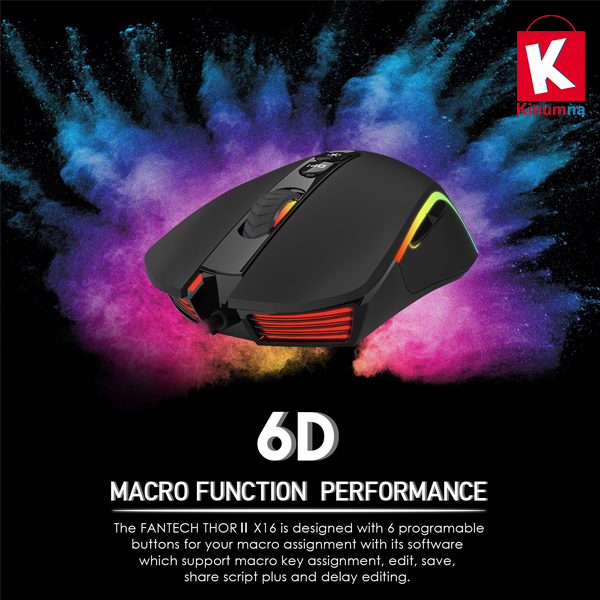 K
Kinumna
DPI
6D
MACRO FUNCTION PERFORMANCE
The FANTECH THOR II X16 is designed with 6 programable
buttons for your macro assignment with its software
which support macro key assignment, edit, save,
share script plus and delay editing.